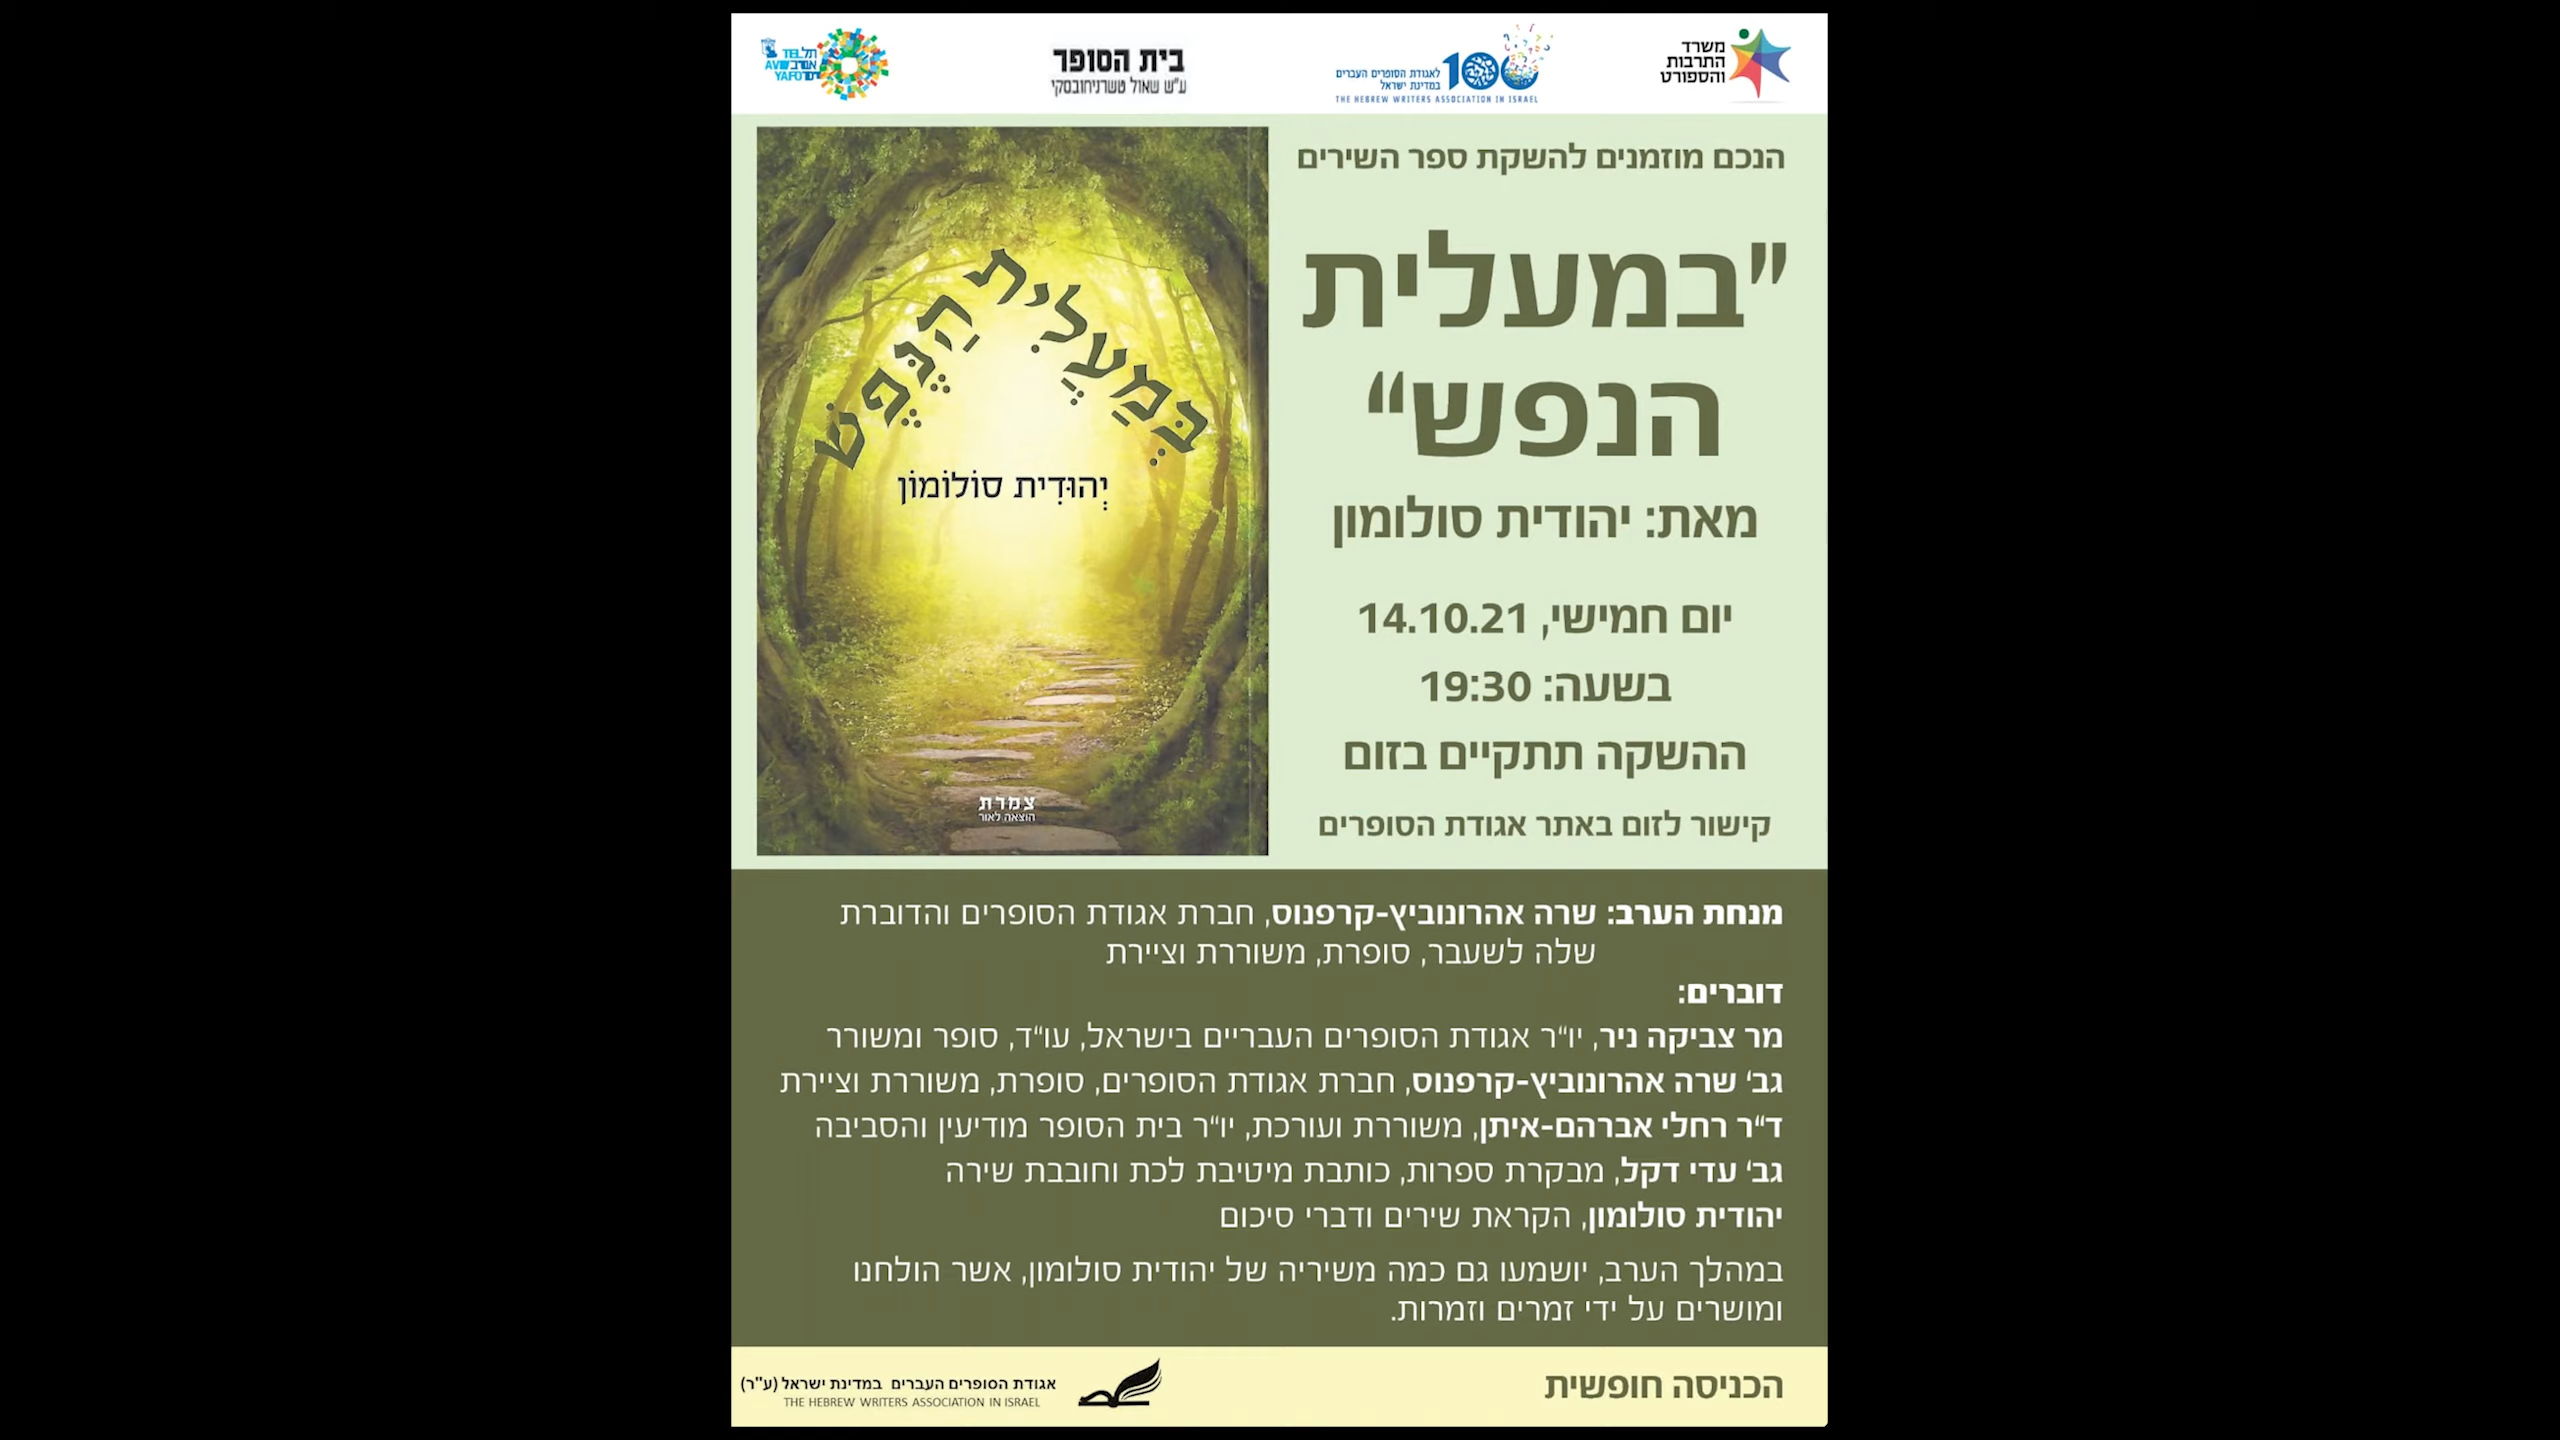 משרד
התרבות
והספורט
100
לאגודת הסופרים העברים
במדינת ישראל
THE HEBREW WRITERS ASSOCIATION IN ISRAEL
בית הסופר
ע"ש שאול טשרניחובסקי
תל
TEL
אביב
AV
יפו
YAFO
הנכם מוזמנים להשקת ספר השירים
"במעלית
הנפש"
מאת: יהודית סולומון
יום חמישי, 14.10.21
בשעה: 19:30
ההשקה תתקיים בזום
קישור לזום באתר אגודת הסופרים
בְּמַעֲלִית הַנֶּפֶשׁ
יְהוּדִית סוֹלוֹמוֹן
צמרת
הוצאה לאור
מנחת הערב: שרה אהרונוביץ-קרפנוס, חברת אגודת הסופרים והדוברת
שלה לשעבר, סופרת, משוררת וציירת
דוברים:
מר צביקה ניר, יו"ר אגודת הסופרים העבריים בישראל, עו"ד, סופר ומשורר
גב' שרה אהרונוביץ-קרפנוס, חברת אגודת הסופרים, סופרת, משוררת וציירת
ד"ר רחלי אברהם-איתן, משוררת ועורכת, יו"ר בית הסופר מודיעין והסביבה
גב' עדי דקל, מבקרת ספרות, כותבת מיטיבת לכת וחובבת שירה
יהודית סולומון, הקראת שירים ודברי סיכום
במהלך הערב, יושמעו גם כמה משיריה של יהודית סולומון, אשר הולחנו
ומושרים על ידי זמרים וזמרות.
הכניסה חופשית
אגודת הסופרים העברים במדינת ישראל (ע"ר)
THE HEBREW WRITERS ASSOCIATION IN ISRAEL